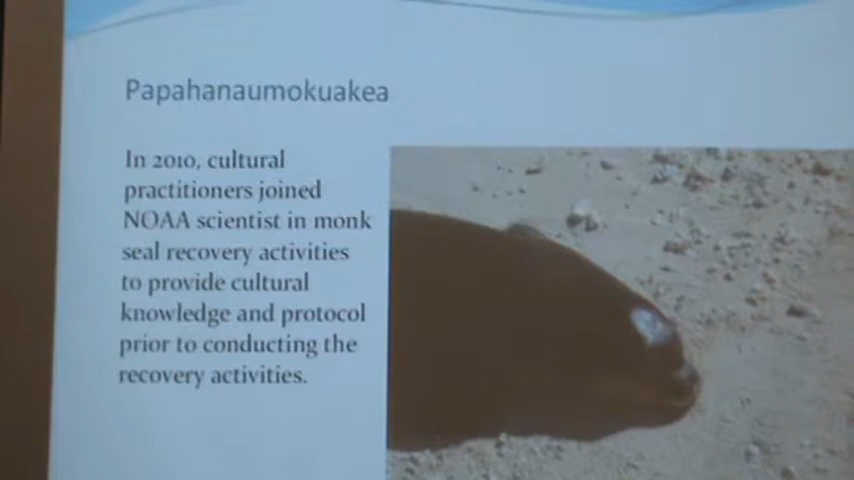 Papahanaumokuakea
In 2010, cultural
practitioners joined
NOAA scientist in monk
seal recovery activities
to provide cultural
knowledge and protocol
prior to conducting the
recovery activities.